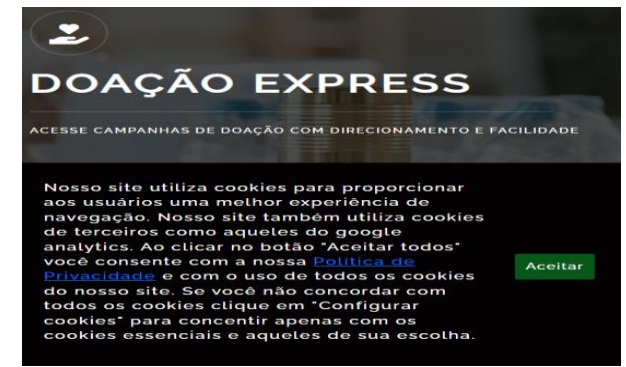 DOAÇÃO EXPRESS
ACESSE CAMPANHAS DE DOAÇÃO COM DIRECIONAMENTO E FACILIDADE
Nosso site utiliza cookies para proporcionar
aos usuários uma melhor experiência de
navegação. Nosso site também utiliza cookies
de terceiros como aqueles do google
analytics. Ao clicar no botão "Aceitar todos"
você consente com a nossa Política de
Privacidade e com o uso de todos os cookies
do nosso site. Se você não concordar com
todos os cookies clique em "Configurar
cookies" para concentir apenas com os
cookies essenciais e aqueles de sua escolha.
Aceitar